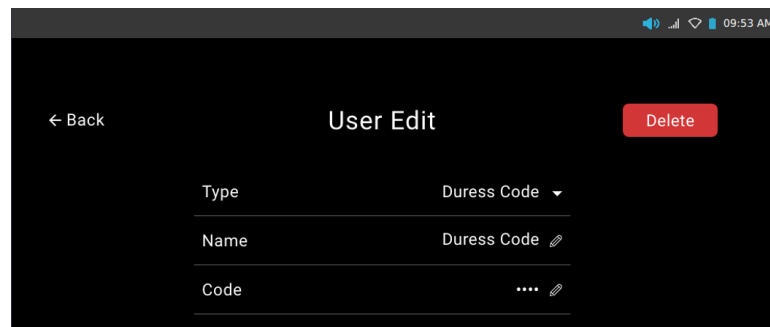 09:53 AM
← Back
User Edit
Delete
Type
Duress Code
Name
Duress Code
Code
••••